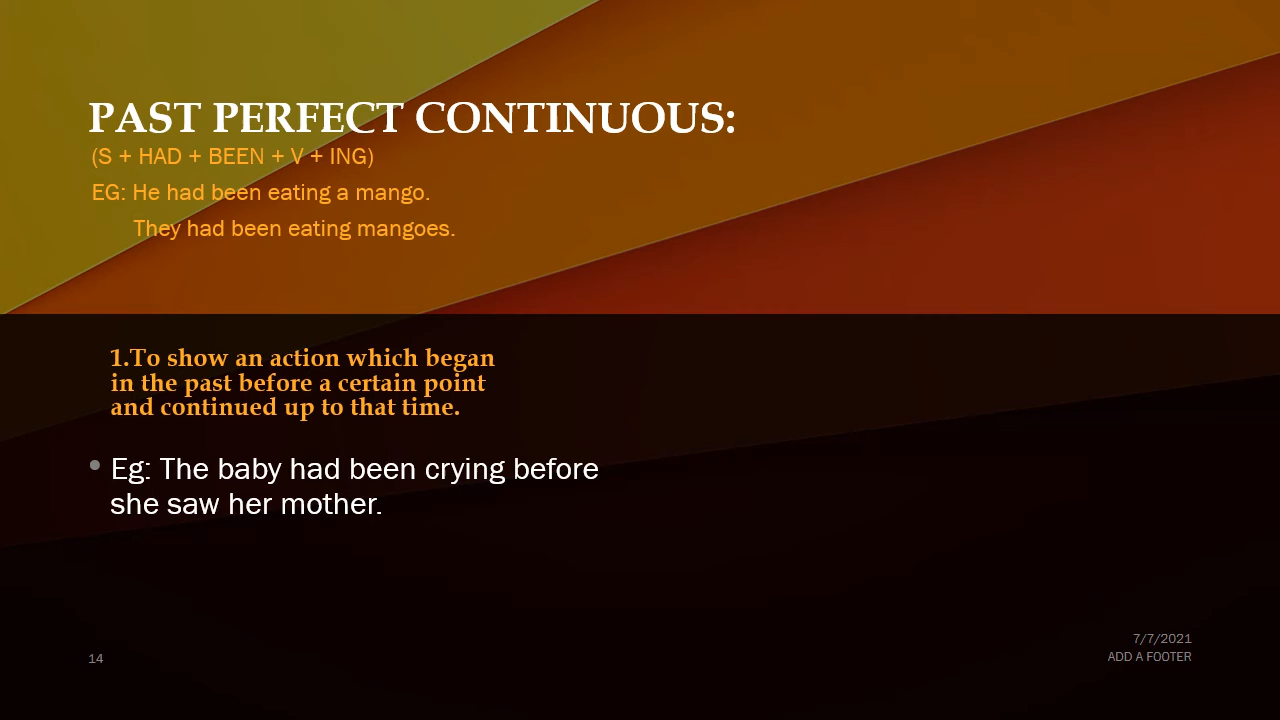 PAST PERFECT CONTINUOUS:
(S + HAD + BEEN + V + ING)
EG: He had been eating a mango.
They had been eating mangoes.
1.To show an action which began
in the past before a certain point
and continued up to that time.
Eg: The baby had been crying before
she saw her mother.
7/7/2021
14
ADD A FOOTER